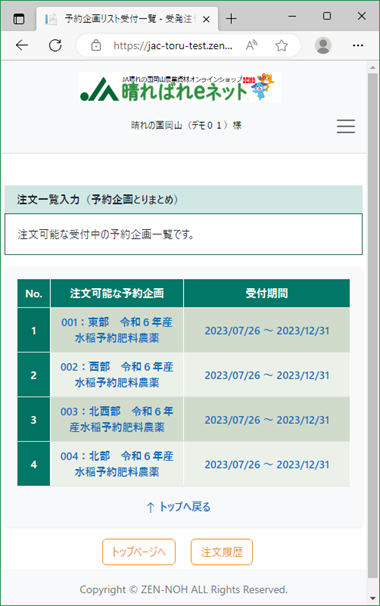 予約企画リスト受付一覧 - 受発注
https://jac-toru-test.zen...
JA晴れの国岡山農業資材オンラインショップ DEMO
JA 晴ればれeネット
晴れの国岡山（デモ０１）様
注文一覧入力（予約企画とりまとめ）
注文可能な受付中の予約企画一覧です。
No. 注文可能な予約企画 受付期間
1 001：東部　令和６年産 2023/07/26 ～ 2023/12/31
水稲予約肥料農薬
2 002：西部　令和６年産 2023/07/26 ～ 2023/12/31
水稲予約肥料農薬
3 003：北西部　令和６年 2023/07/26 ～ 2023/12/31
産水稲予約肥料農薬
4 004：北部　令和６年産 2023/07/26 ～ 2023/12/31
水稲予約肥料農薬
↑ トップへ戻る
トップページへ 注文履歴
Copyright © ZEN-NOH ALL Rights Reserved.